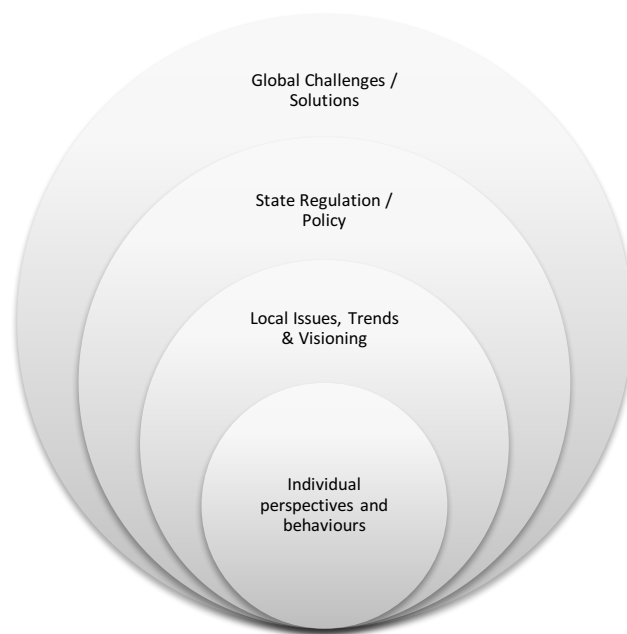 Global Challenges /
Solutions
State Regulation /
Policy
Local Issues, Trends
& Visioning
Individual
perspectives and
behaviours